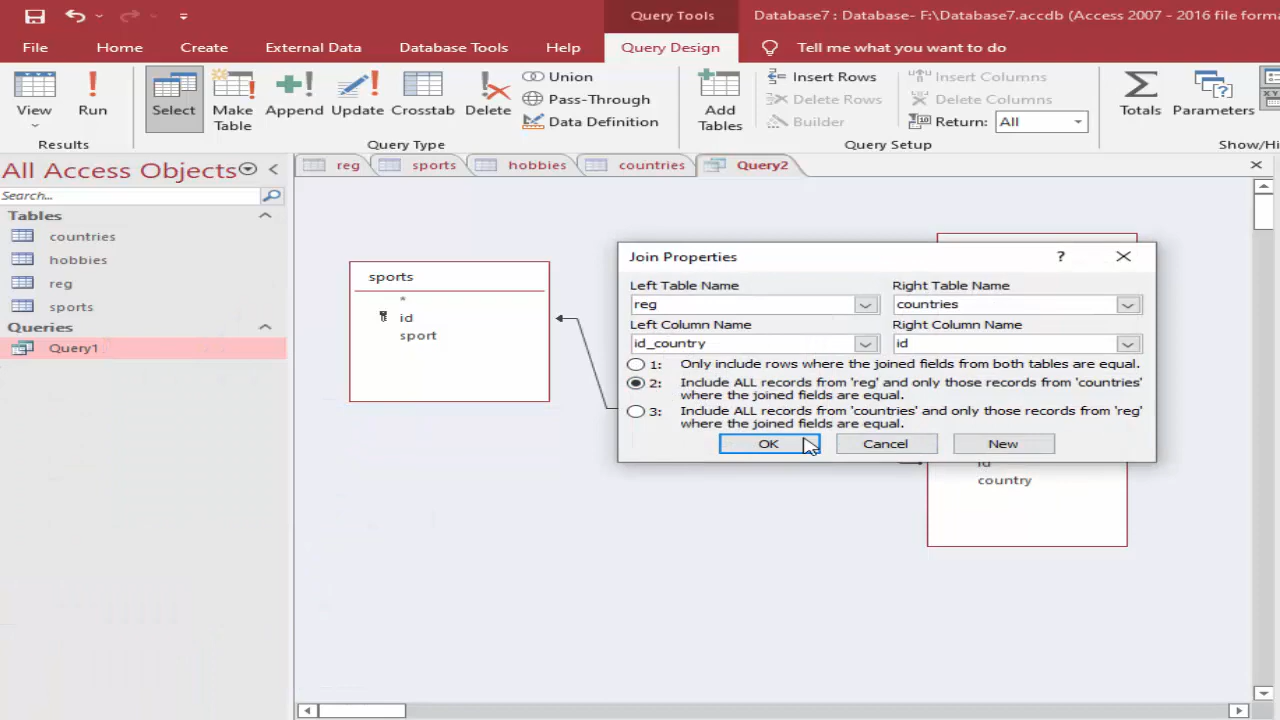 Query Tools
Database7 : Database- F:\Database7.accdb (Access 2007 - 2016 file forma
File Home Create External Data Database Tools Help Query Design Tell me what you want to do
View
Run
Results
Select
Make
Table
Append
Update
Crosstab
Delete
Union
Pass-Through
Data Definition
Query Type
Add
Tables
Insert Rows
Delete Rows
Builder
Insert Columns
Delete Columns
Return: All
Query Setup
Totals
Parameters
Show/Hi
All Access Objects
Search...
Tables
countries
hobbies
reg
sports
Queries
Query1
reg sports hobbies countries Query2
sports
*
id
sport
Join Properties
?
Left Table Name Right Table Name
reg countries
Left Column Name Right Column Name
id_country id
1: Only include rows where the joined fields from both tables are equal.
2: Include ALL records from 'reg' and only those records from 'countries'
where the joined fields are equal.
3: Include ALL records from 'countries' and only those records from 'reg'
where the joined fields are equal.
OK Cancel New
id
country